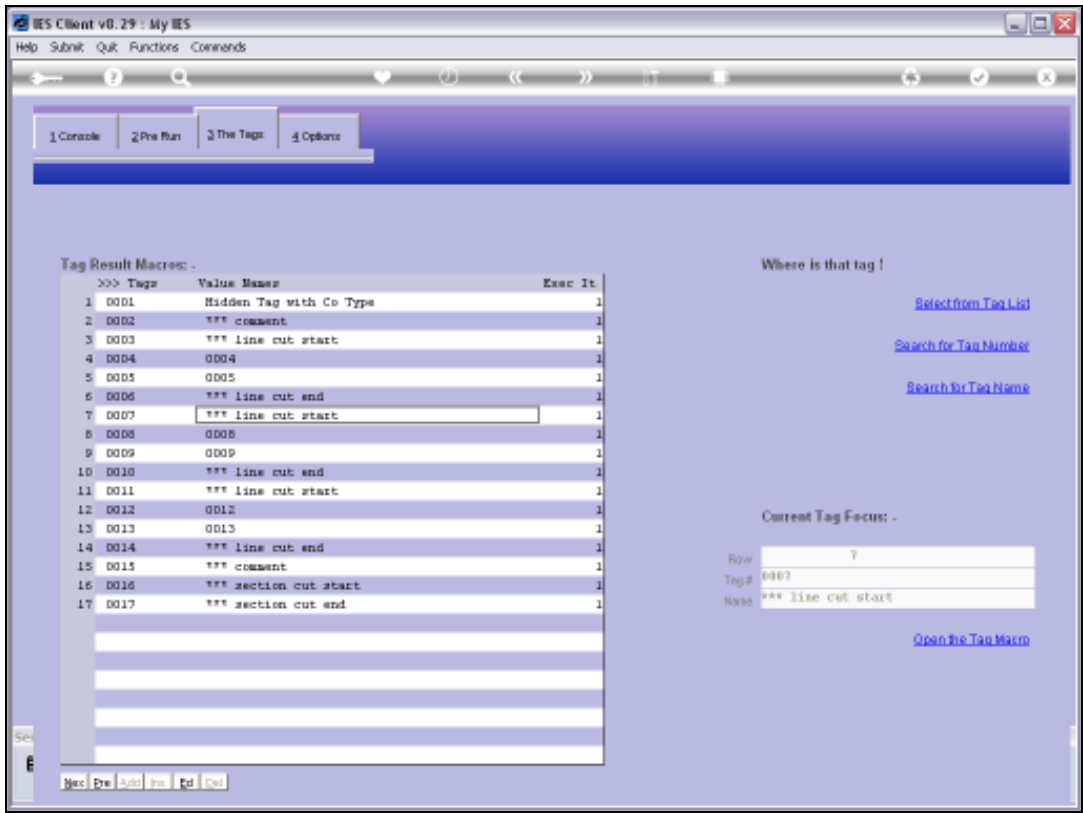 IES Client v8.29 : My IES
Help Submit Quit Functions Commands
1 Console 2 Pre Run 3 The Tags 4 Options
Tag Result Macros: -
>>> Tags Value Names Exec It
1 0001 Hidden Tag with Co Type 1
2 0002 *** comment 1
3 0003 *** line cut start 1
4 0004 0004 1
5 0005 0005 1
6 0006 *** line cut end 1
7 0007 *** line cut start 1
8 0008 0008 1
9 0009 0009 1
10 0010 *** line cut end 1
11 0011 *** line cut start 1
12 0012 0012 1
13 0013 0013 1
14 0014 *** line cut end 1
15 0015 *** comment 1
16 0016 *** section cut start 1
17 0017 *** section cut end 1
Where is that tag !
Select from Tag List
Search for Tag Number
Search for Tag Name
Current Tag Focus: -
Row 7
Tag # 0007
Name *** line cut start
Open the Tag Macro
Ses
Nex Pre Add Ins Ed Del